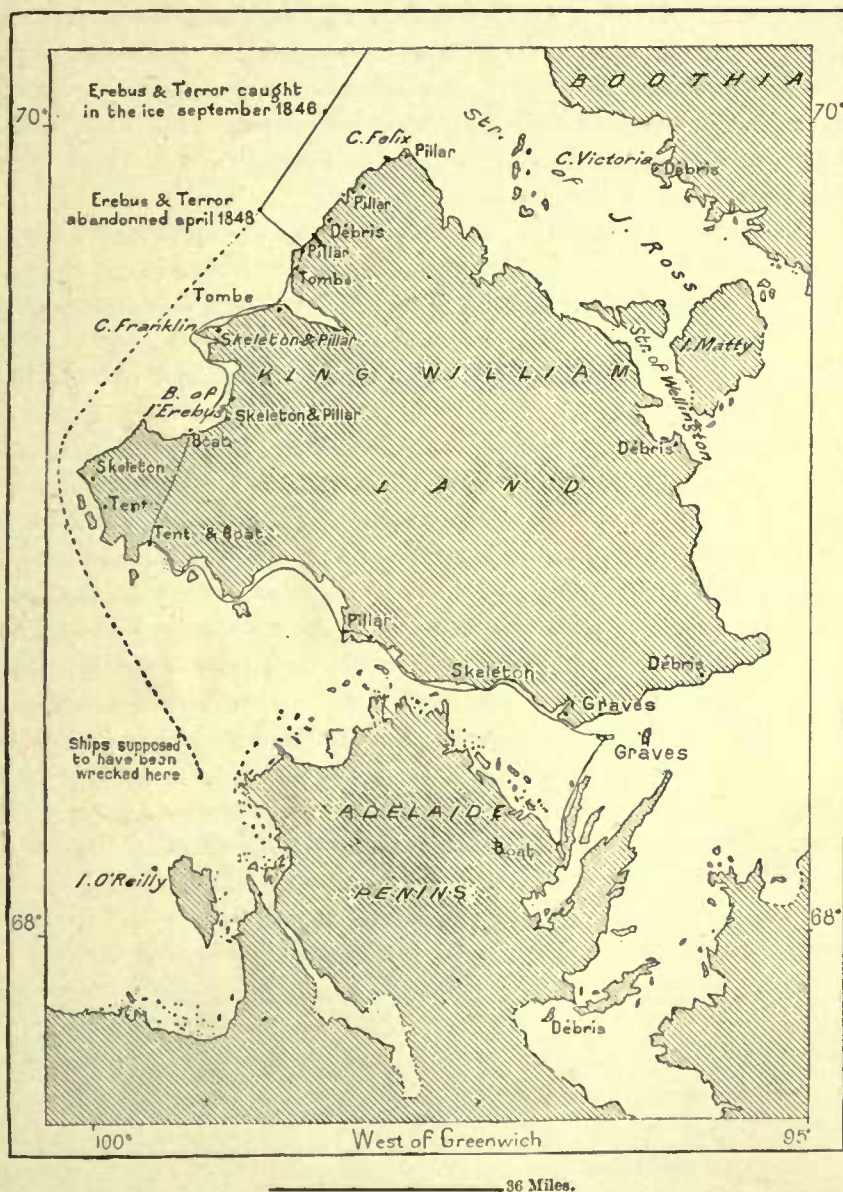 BOOTHIA
70°
70°
Erebus & Terror caught
in the ice september 1846
C. Felix
Pillar
Str. of
J. Ross
C. Victoria
Débris
Erebus & Terror
abandonned april 1848
Pillar
Débris
Pillar
Tombe
Tombe
C. Franklin
Skeleton & Pillar
KING WILLIAM
LAND
Str. of Wellington
I. Matty
B. of
Erebus
Skeleton & Pillar
Boat
Débris
Skeleton
Tent
Tent & Boat
Pillar
Skeleton
Débris
Graves
Graves
Ships supposed
to have been
wrecked here
ADELAIDE
PENINS
Boat
I. O'Reilly
68°
68°
Débris
100°
West of Greenwich
95°
36 Miles.